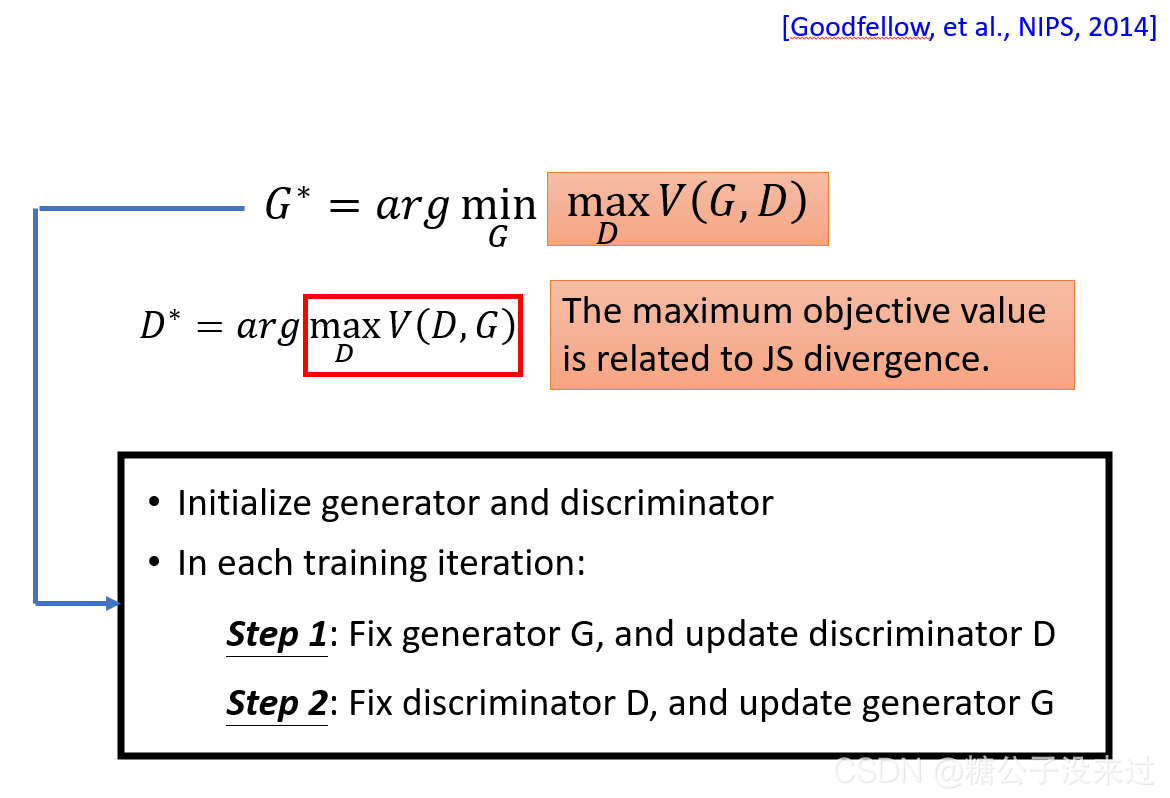 [Goodfellow, et al., NIPS, 2014]
G* = arg min_G max_D V(G, D)
D* = arg max_D V(D, G)
The maximum objective value
is related to JS divergence.
• Initialize generator and discriminator
• In each training iteration:
Step 1: Fix generator G, and update discriminator D
Step 2: Fix discriminator D, and update generator G
CSDN @糖公子没来过